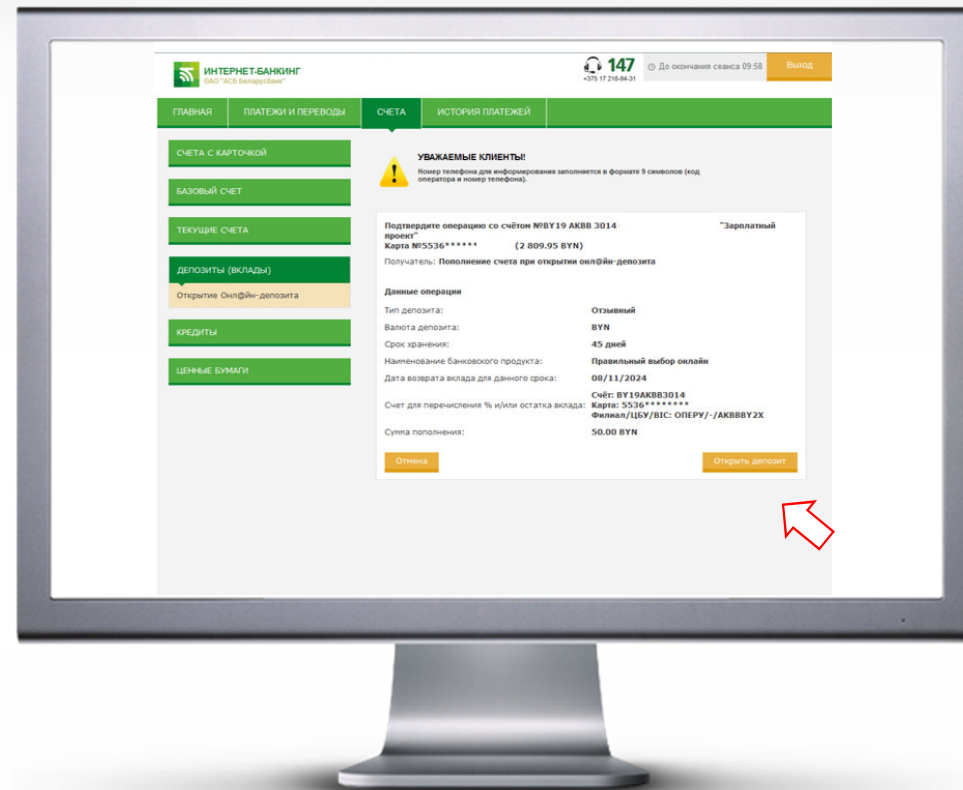 ИНТЕРНЕТ-БАНКИНГ
ОАО "АСБ Беларусбанк"
147
+375 17 218-84-31
До окончания сеанса 09:58
Выход
ГЛАВНАЯ
ПЛАТЕЖИ И ПЕРЕВОДЫ
СЧЕТА
ИСТОРИЯ ПЛАТЕЖЕЙ
СЧЕТА С КАРТОЧКОЙ
БАЗОВЫЙ СЧЕТ
ТЕКУЩИЕ СЧЕТА
ДЕПОЗИТЫ (ВКЛАДЫ)
Открытие Онл@йн-депозита
КРЕДИТЫ
ЦЕННЫЕ БУМАГИ
УВАЖАЕМЫЕ КЛИЕНТЫ!
Номер телефона для информирования заполняется в формате 9 символов (код
оператора и номер телефона).
Подтвердите операцию со счётом №BY19 AKBB 3014 "Зарплатный
проект"
Карта №5536****** (2 809.95 BYN)
Получатель: Пополнение счета при открытии онл@йн-депозита
Данные операции
Тип депозита: Отзывный
Валюта депозита: BYN
Срок хранения: 45 дней
Наименование банковского продукта: Правильный выбор онлайн
Дата возврата вклада для данного срока: 08/11/2024
Счет для перечисления % и/или остатка вклада: Счёт: BY19AKBB3014
Карта: 5536********
Филиал/ЦБУ/BIC: ОПЕРУ/-/AKBBBY2X
Сумма пополнения: 50.00 BYN
Отмена
Открыть депозит